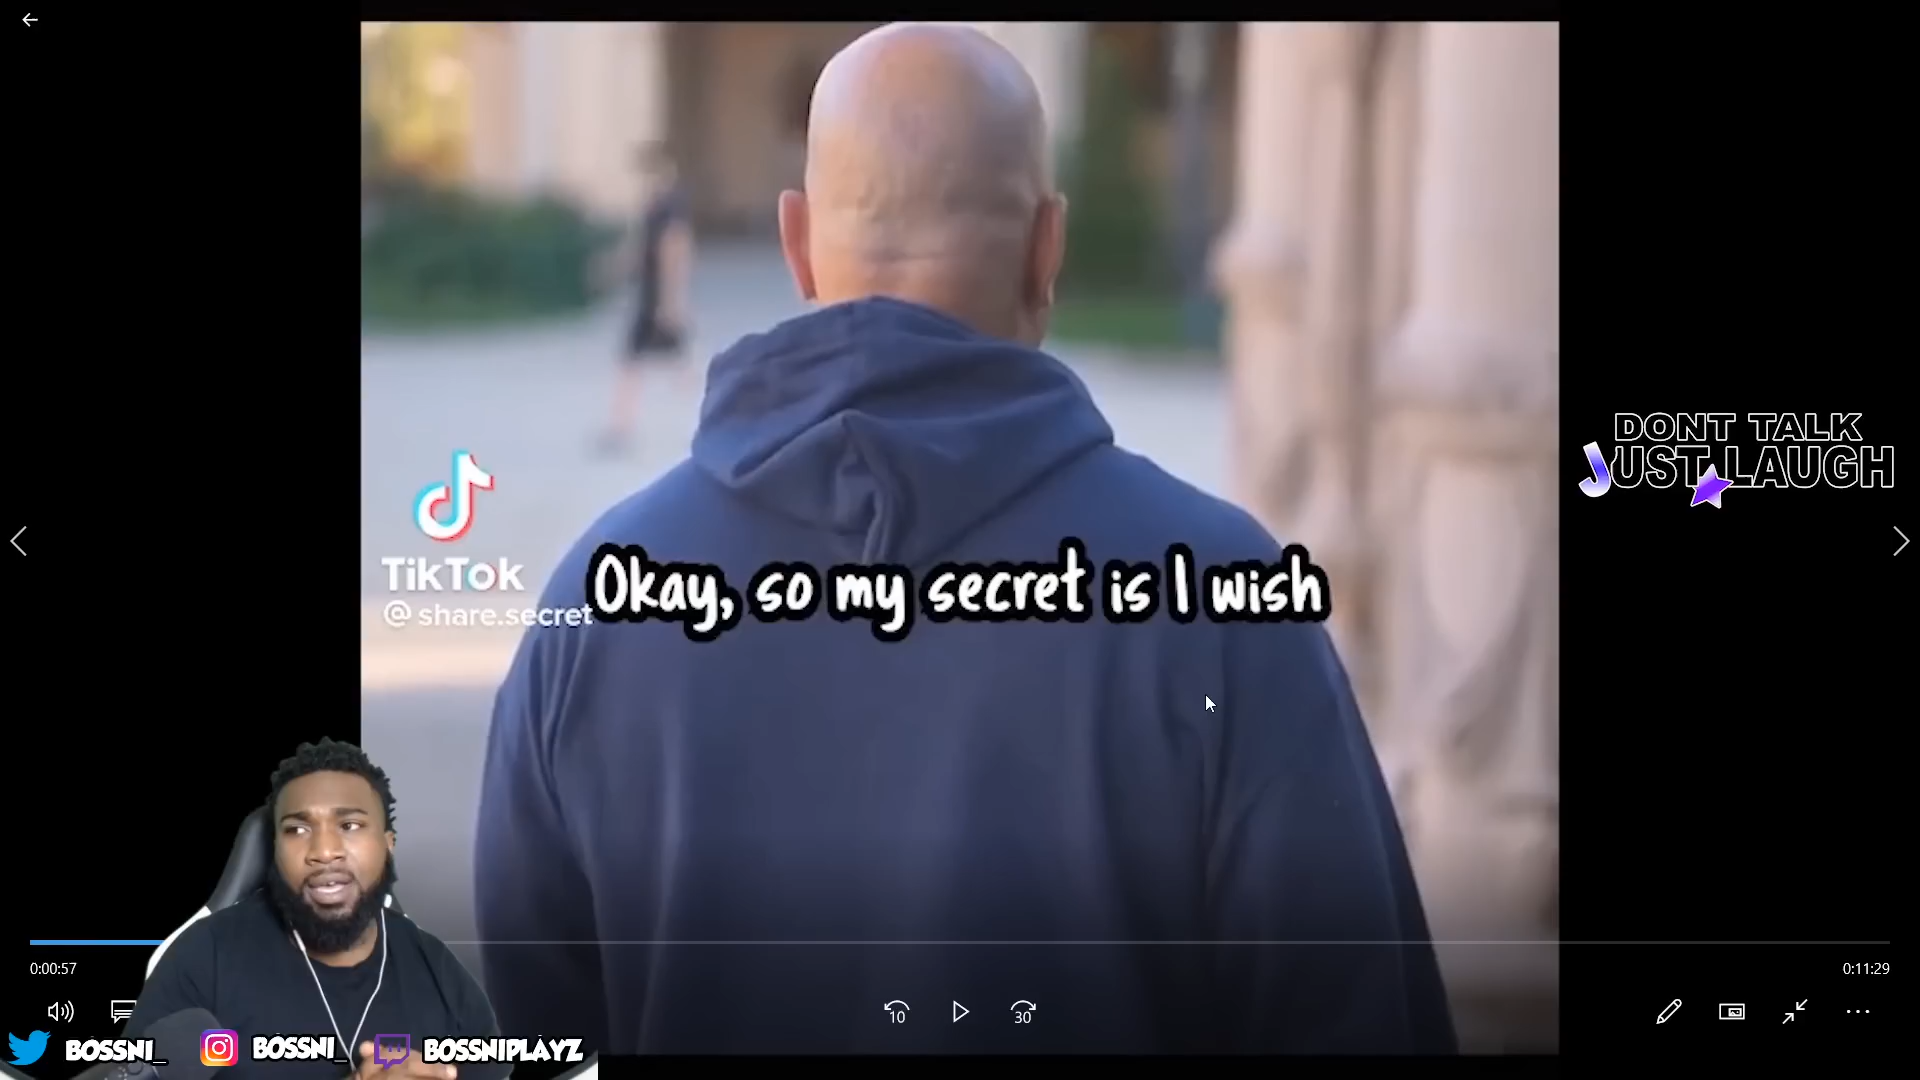 DONT TALK
JUST LAUGH
TikTok
@share.secret
Okay, so my secret is I wish
0:00:57
0:11:29
10
30
BOSSNI_
BOSSNI_
BOSSNIPLAYZ